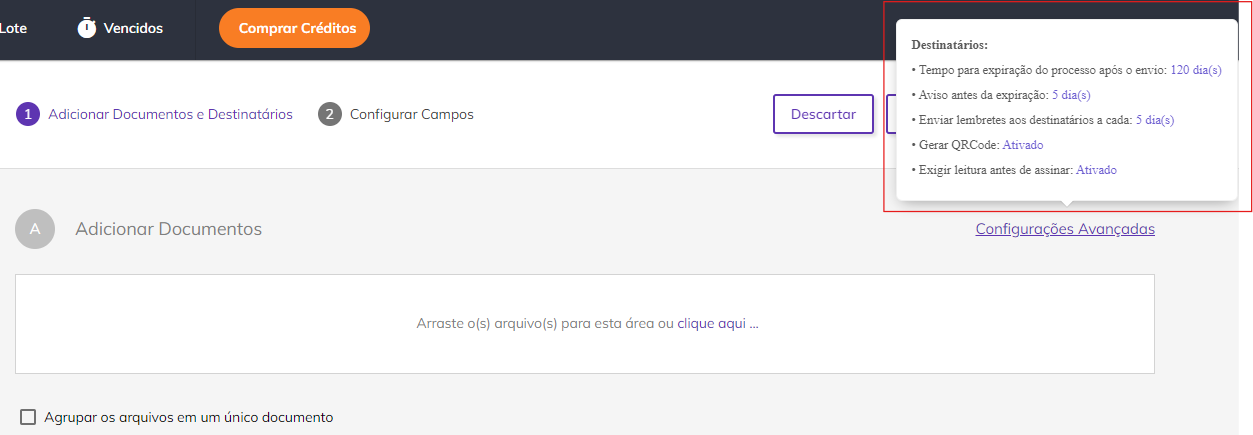 Lote
Vencidos
Comprar Créditos
Destinatários:
• Tempo para expiração do processo após o envio: 120 dia(s)
• Aviso antes da expiração: 5 dia(s)
• Enviar lembretes aos destinatários a cada: 5 dia(s)
• Gerar QRCode: Ativado
• Exigir leitura antes de assinar: Ativado
1 Adicionar Documentos e Destinatários
2 Configurar Campos
Descartar
A Adicionar Documentos
Configurações Avançadas
Arraste o(s) arquivo(s) para esta área ou clique aqui ...
Agrupar os arquivos em um único documento